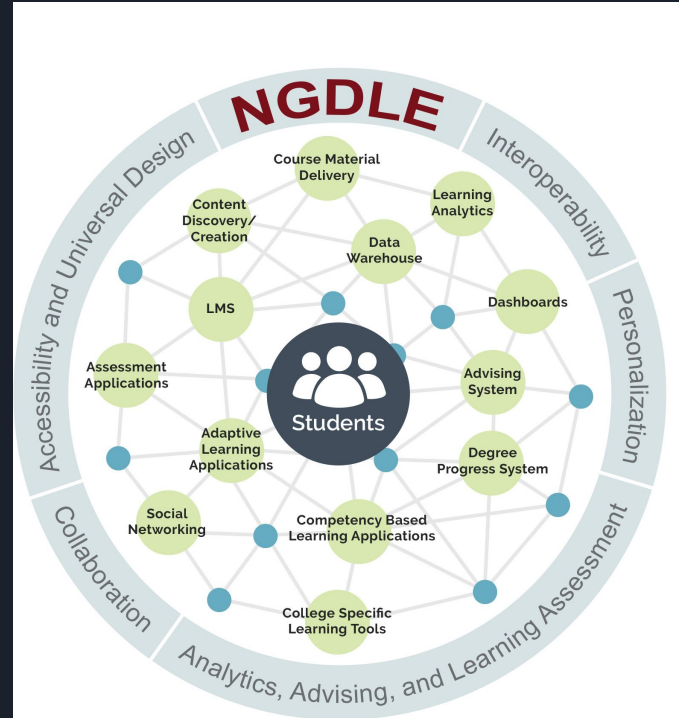 NGDLE
Accessibility and Universal Design
Interoperability
Personalization
Collaboration
Analytics, Advising, and Learning Assessment
Course Material
Delivery
Content
Discovery/
Creation
Learning
Analytics
Data
Warehouse
LMS
Dashboards
Assessment
Applications
Advising
System
Students
Adaptive
Learning
Applications
Degree
Progress System
Social
Networking
Competency Based
Learning Applications
College Specific
Learning Tools